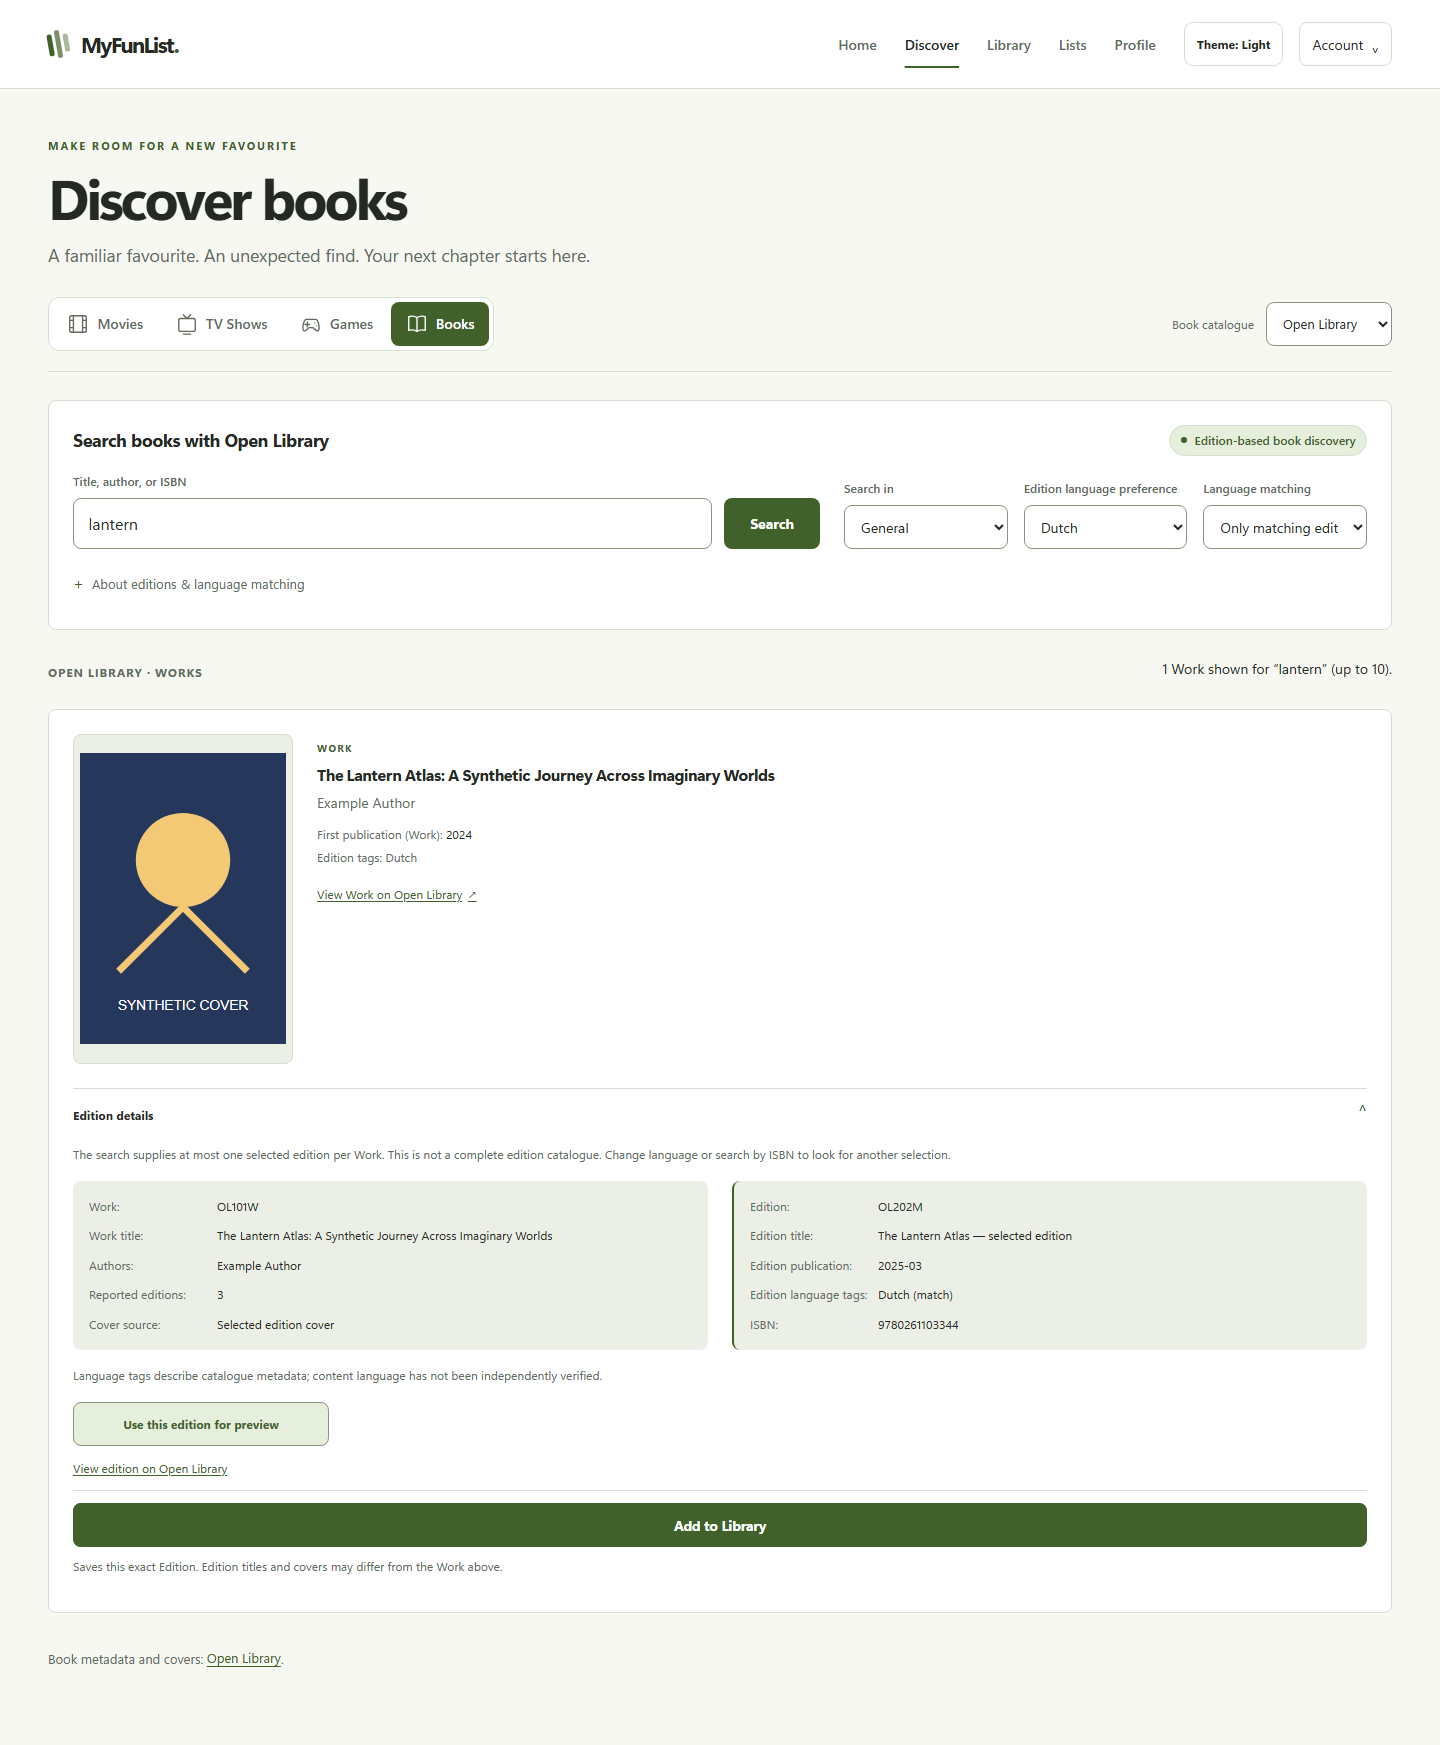 MyFunList.
Home Discover Library Lists Profile Theme: Light Account
MAKE ROOM FOR A NEW FAVOURITE
Discover books
A familiar favourite. An unexpected find. Your next chapter starts here.
Movies TV Shows Games Books
Book catalogue Open Library
Search books with Open Library
Edition-based book discovery
Title, author, or ISBN
lantern
Search
Search in
General
Edition language preference
Dutch
Language matching
Only matching edit
+ About editions & language matching
OPEN LIBRARY · WORKS
1 Work shown for “lantern” (up to 10).
SYNTHETIC COVER
WORK
The Lantern Atlas: A Synthetic Journey Across Imaginary Worlds
Example Author
First publication (Work): 2024
Edition tags: Dutch
View Work on Open Library ↗
Edition details
The search supplies at most one selected edition per Work. This is not a complete edition catalogue. Change language or search by ISBN to look for another selection.
Work: OL101W
Work title: The Lantern Atlas: A Synthetic Journey Across Imaginary Worlds
Authors: Example Author
Reported editions: 3
Cover source: Selected edition cover
Edition: OL202M
Edition title: The Lantern Atlas — selected edition
Edition publication: 2025-03
Edition language tags: Dutch (match)
ISBN: 9780261103344
Language tags describe catalogue metadata; content language has not been independently verified.
Use this edition for preview
View edition on Open Library
Add to Library
Saves this exact Edition. Edition titles and covers may differ from the Work above.
Book metadata and covers: Open Library.